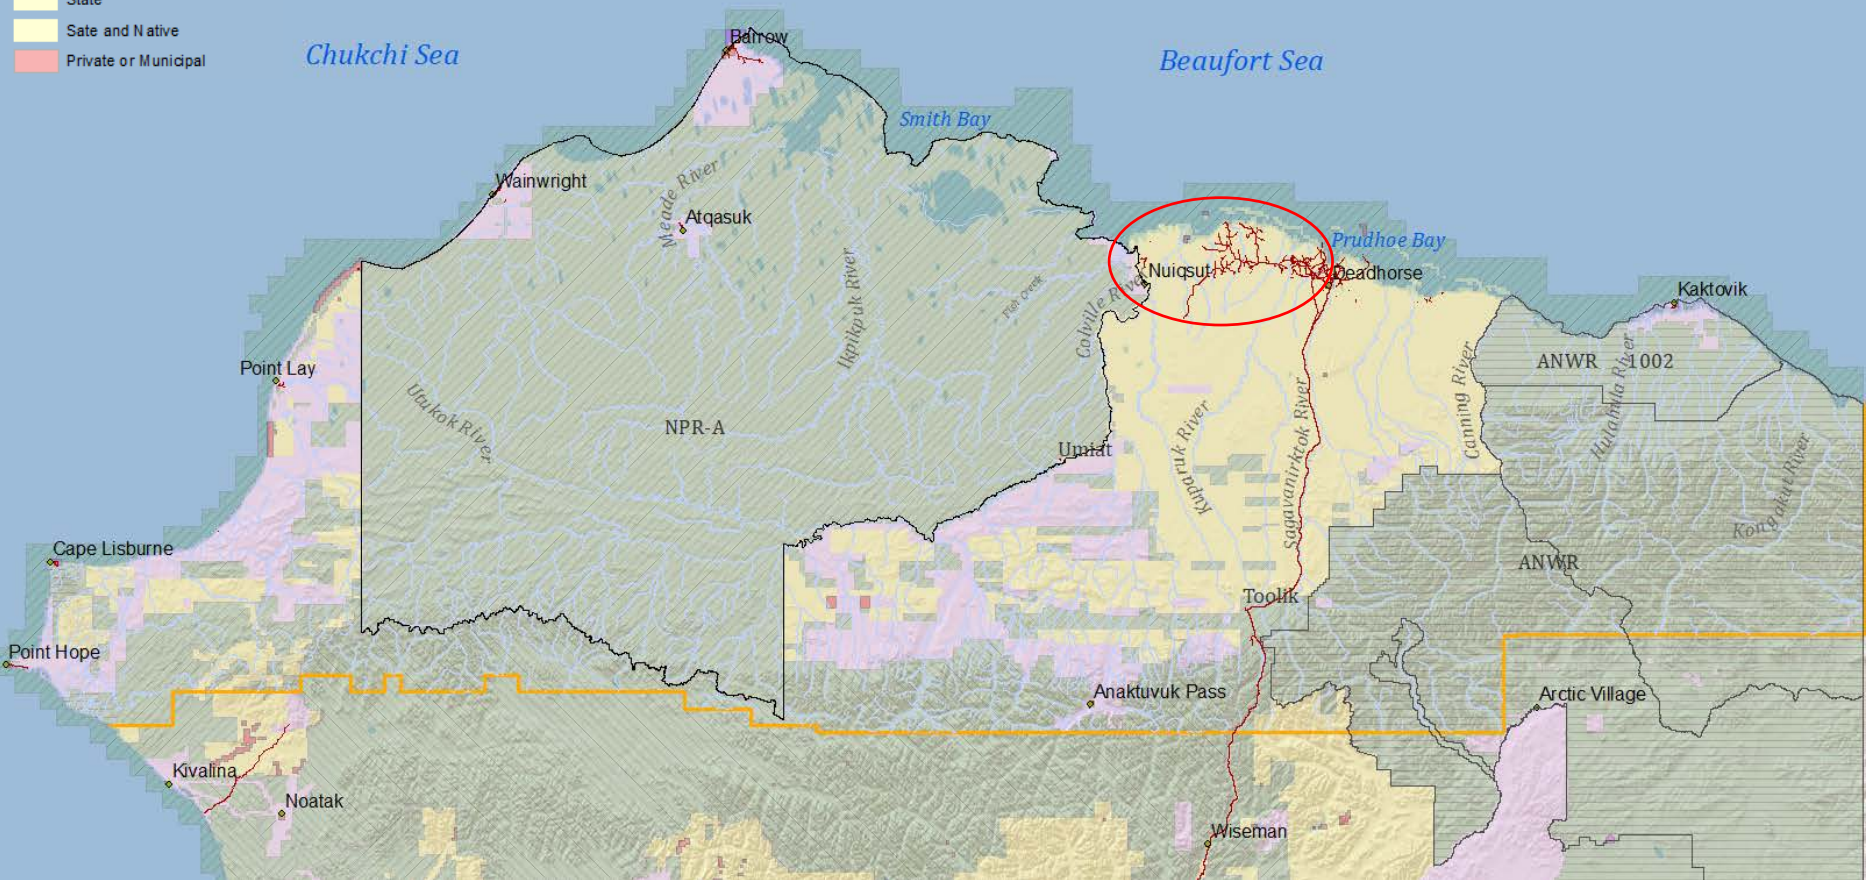 State
Sate and Native
Private or Municipal
Chukchi Sea
Beaufort Sea
Barrow
Smith Bay
Wainwright
Meade River
Atqasuk
Ikpikpuk River
Fish Creek
Colville River
Nuiqsut
Prudhoe Bay
Deadhorse
Kaktovik
Point Lay
Utukok River
NPR-A
Umiat
Kuparuk River
Sagavanirktok River
Canning River
ANWR 1002
Hulahula River
Kongakut River
Cape Lisburne
ANWR
Toolik
Point Hope
Anaktuvuk Pass
Arctic Village
Kivalina
Noatak
Wiseman